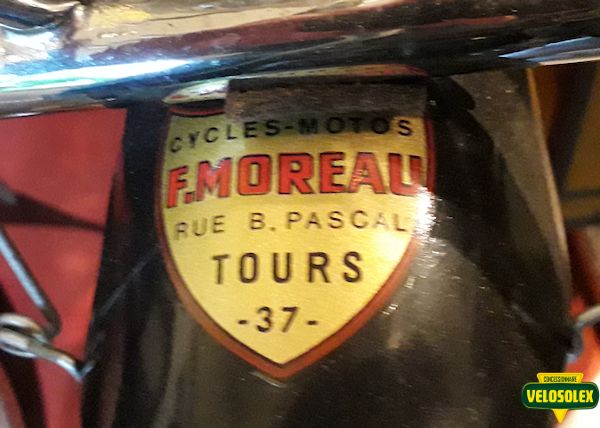 CYCLES-MOTOS
F.MOREAU
RUE B. PASCAL
TOURS
-37-
CONCESSIONNAIRE
VELOSOLEX